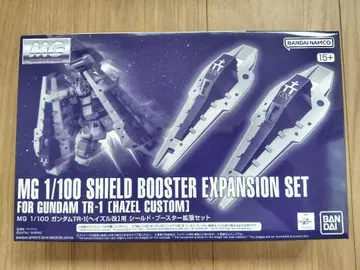 MG
BANDAI NAMCO
15+
MG 1/100 SHIELD BOOSTER EXPANSION SET
FOR GUNDAM TR-1 [HAZEL CUSTOM]
MG 1/100 ガンダムTR-1[ヘイズル改]用 シールド・ブースター拡張セット
BAN
DAI